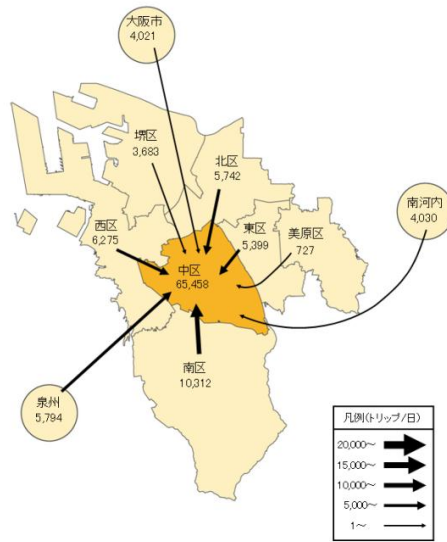 大阪市
4,021
堺区
3,683
北区
5,742
南河内
4,030
西区
6,275
東区
5,399
美原区
727
中区
65,458
南区
10,312
泉州
5,794
凡例(トリップ/日)
20,000～
15,000～
10,000～
5,000～
1～